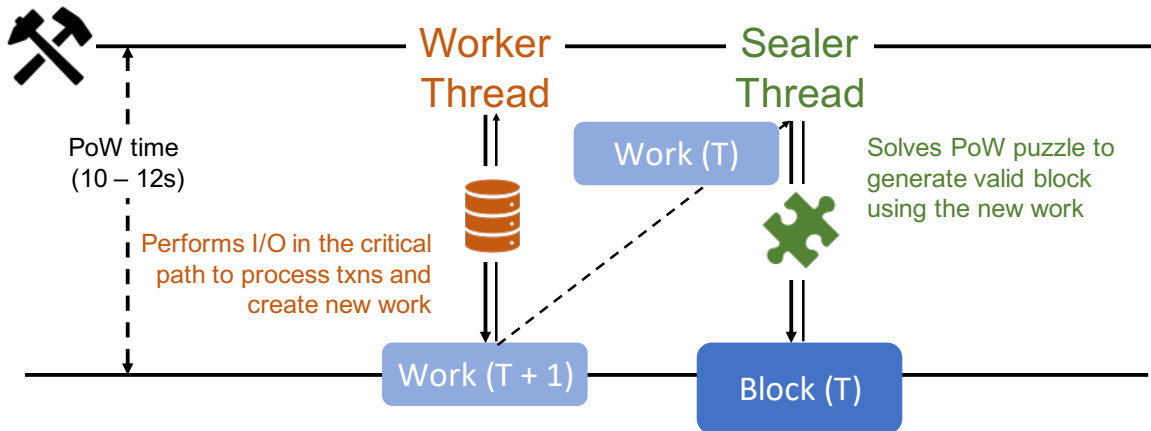 Worker
Thread
Sealer
Thread
PoW time
(10 – 12s)
Work (T)
Solves PoW puzzle to
generate valid block
using the new work
Performs I/O in the critical
path to process txns and
create new work
Work (T + 1)
Block (T)